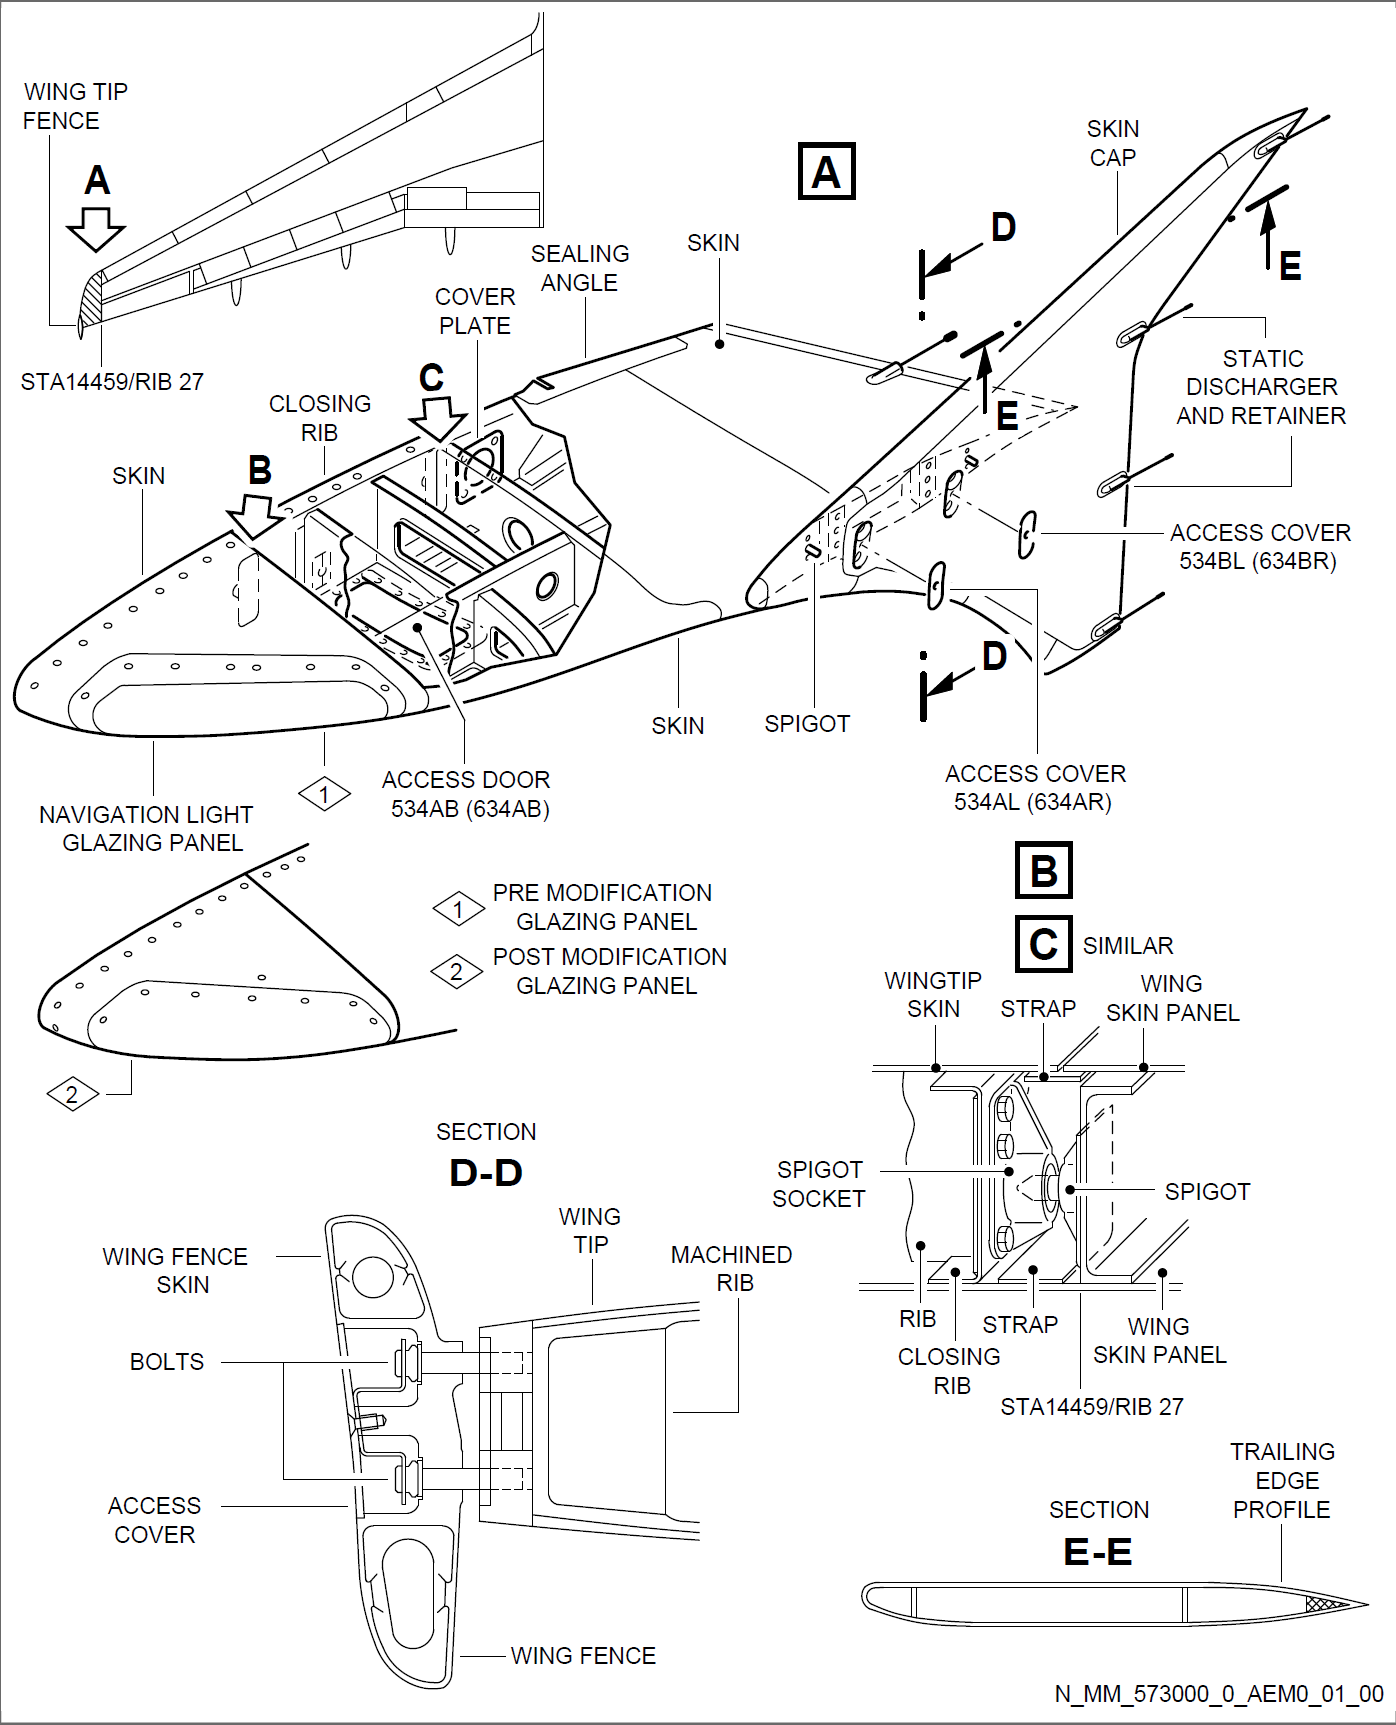 WING TIP
FENCE
A
STA14459/RIB 27
A
SKIN
CAP
D
E
SEALING
ANGLE
SKIN
COVER
PLATE
C
CLOSING
RIB
B
SKIN
E
STATIC
DISCHARGER
AND RETAINER
ACCESS COVER
534BL (634BR)
D
SKIN
SPIGOT
ACCESS COVER
534AL (634AR)
NAVIGATION LIGHT
GLAZING PANEL
1
ACCESS DOOR
534AB (634AB)
1 PRE MODIFICATION
GLAZING PANEL
2 POST MODIFICATION
GLAZING PANEL
2
B
C SIMILAR
WINGTIP
SKIN
STRAP
WING
SKIN PANEL
SPIGOT
SOCKET
SPIGOT
RIB
CLOSING
RIB
STRAP
WING
SKIN PANEL
STA14459/RIB 27
SECTION
D-D
WING FENCE
SKIN
WING
TIP
MACHINED
RIB
BOLTS
ACCESS
COVER
WING FENCE
SECTION
E-E
TRAILING
EDGE
PROFILE
N_MM_573000_0_AEM0_01_00